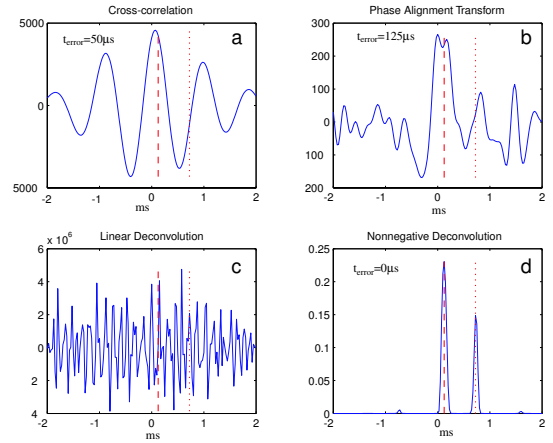 Cross-correlation
Phase Alignment Transform
5000
0
5000
a
t_error=50μs
-2 -1 0 1 2
ms
300
200
100
0
100
200
b
t_error=125μs
-2 -1 0 1 2
ms
Linear Deconvolution
Nonnegative Deconvolution
x 10^6
6
4
2
0
2
4
c
-2 -1 0 1 2
ms
0.25
0.2
0.15
0.1
0.05
0
d
t_error=0μs
-2 -1 0 1 2
ms